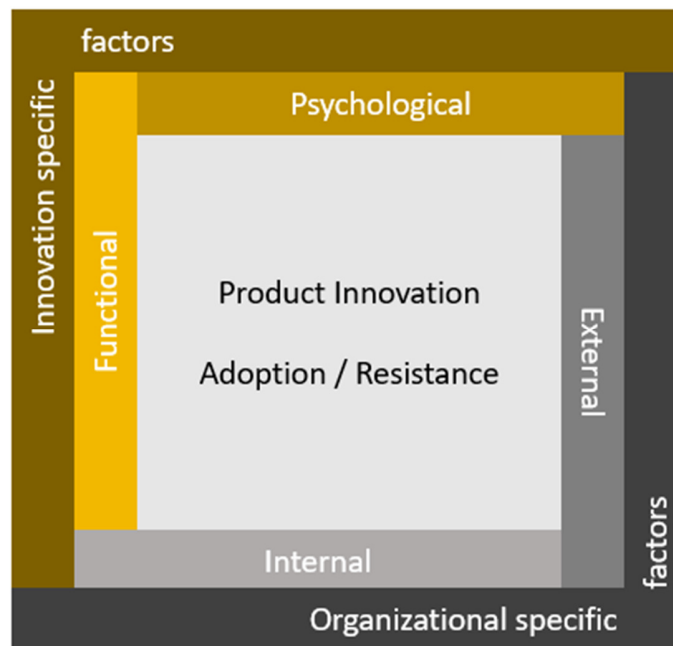 factors
Innovation specific
Psychological
Functional
Product Innovation
Adoption / Resistance
External
Internal
Organizational specific
factors